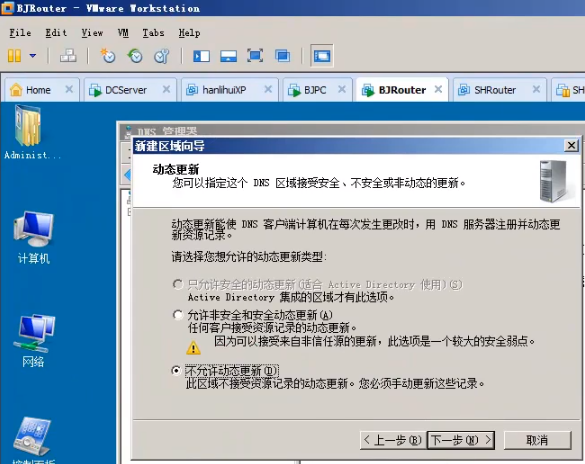 BJRouter - VMware Workstation
File Edit View VM Tabs Help
Home DCServer hanlihuiXP BJPC BJRouter SHRouter SH
Administ...
计算机
网络
控制面板
DNS 管理器
新建区域向导
动态更新
您可以指定这个 DNS 区域接受安全、不安全或非动态的更新。
动态更新能使 DNS 客户端计算机在每次发生更改时，用 DNS 服务器注册并动态更
新资源记录。
请选择您想允许的动态更新类型:
只允许安全的动态更新(适合 Active Directory 使用)(S)
Active Directory 集成的区域才有此选项。
允许非安全和安全动态更新(A)
任何客户接受资源记录的动态更新。
因为可以接受来自非信任源的更新，此选项是一个较大的安全弱点。
不允许动态更新(D)
此区域不接受资源记录的动态更新。您必须手动更新这些记录。
< 上一步(B) 下一步(N) > 取消